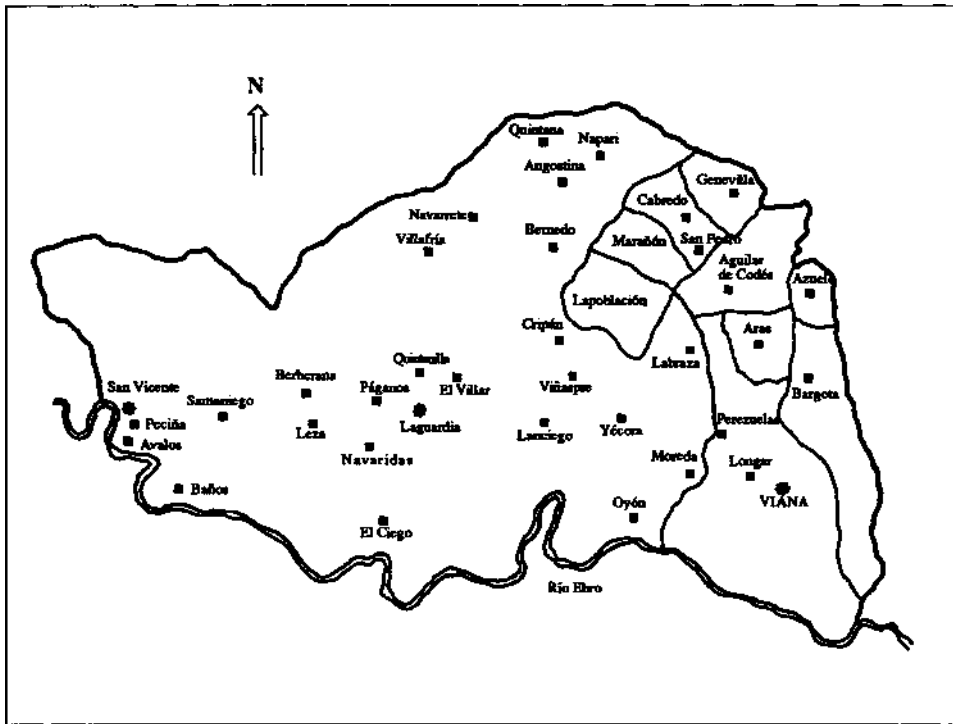 N
Quintana
Napari
Angostina
Genevilla
Cabredo
Navarrete
Bernedo
Marañón
San Pedro
Villafría
Aguilar
de Codés
Azuelo
Lapoblación
Cripán
Aras
Labraza
Quintanilla
San Vicente
Berberana
Páganos
El Villar
Viñaspre
Bargota
Samaniego
Peciña
Leza
Laguardia
Lanciego
Yécora
Perezuelas
Avalos
Navaridas
Moreda
Longar
Baños
VIANA
Oyón
El Ciego
Río Ebro